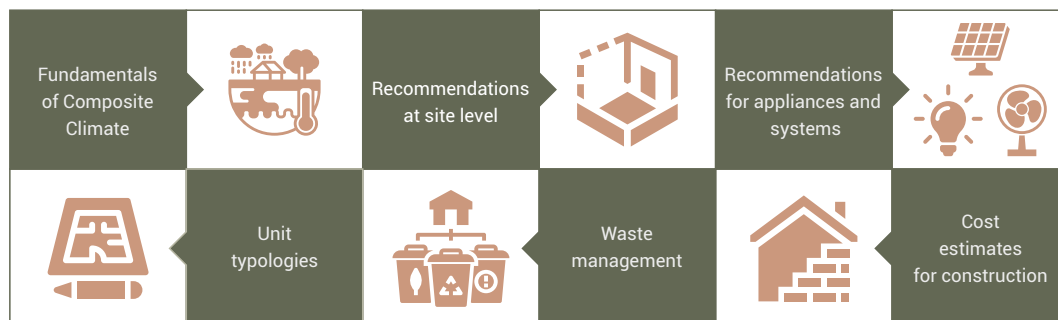 Fundamentals
of Composite
Climate
Recommendations
at site level
Recommendations
for appliances and
systems
Unit
typologies
Waste
management
Cost
estimates
for construction